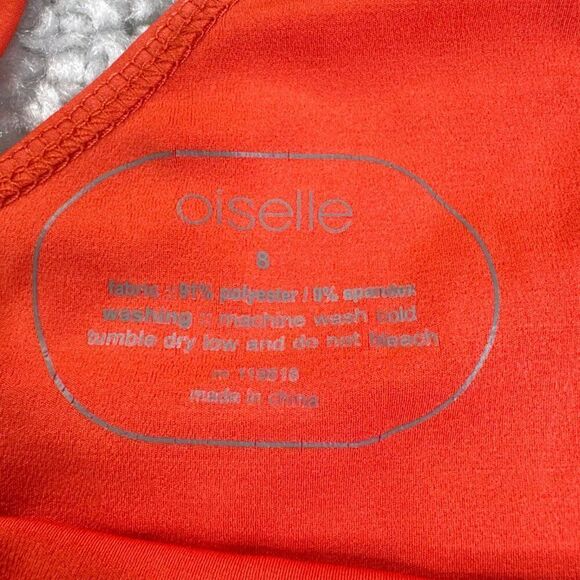 oiselle
8
fabric :: 91% polyester / 9% spandex
washing :: machine wash cold
tumble dry low and do not bleach
made in china